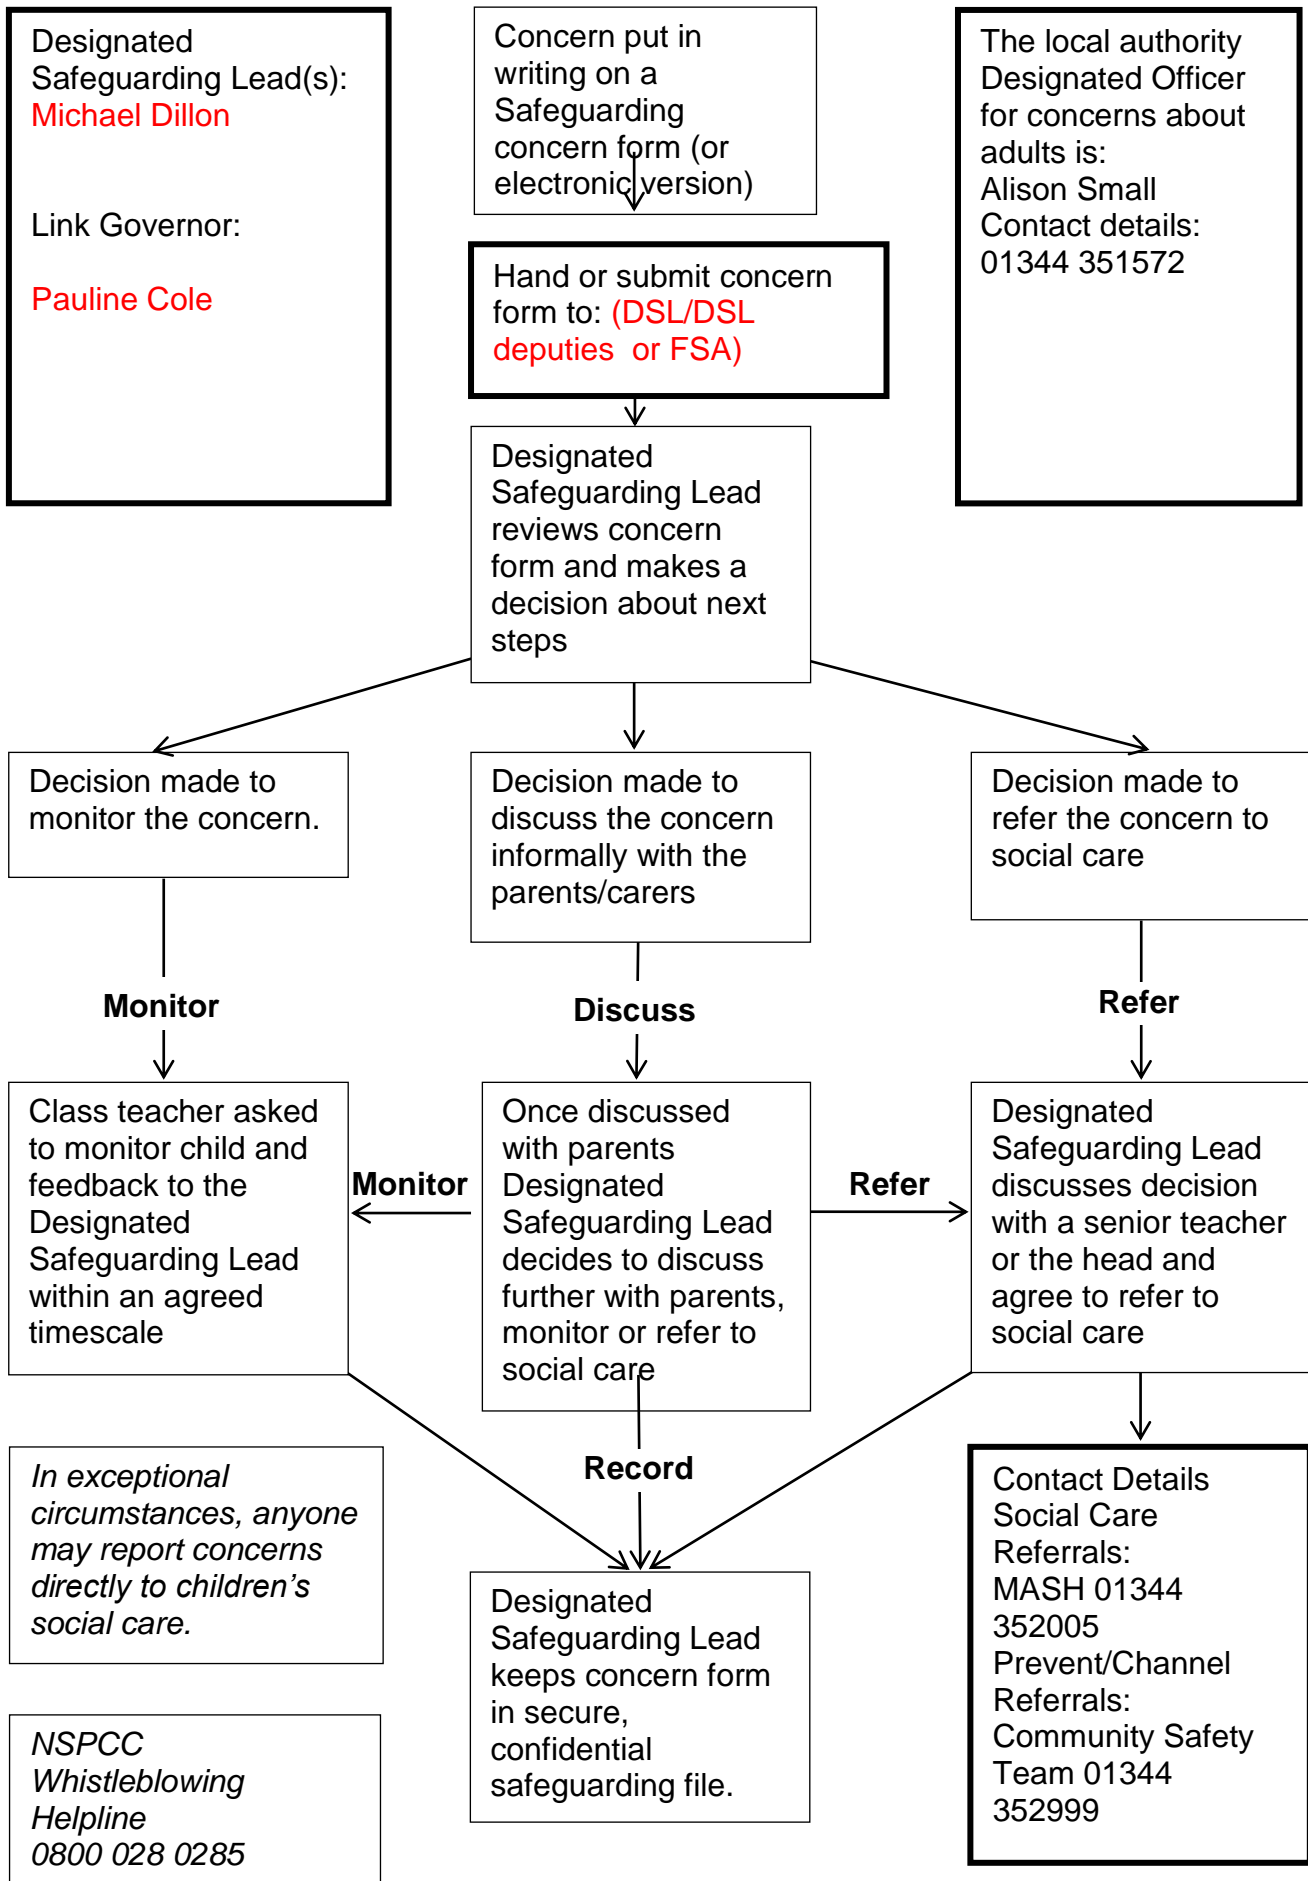 Designated
Safeguarding Lead(s):
Michael Dillon
Link Governor:
Pauline Cole
Concern put in
writing on a
Safeguarding
concern form (or
electronic version)
The local authority
Designated Officer
for concerns about
adults is:
Alison Small
Contact details:
01344 351572
Hand or submit concern
form to: (DSL/DSL
deputies  or FSA)
Designated
Safeguarding Lead
reviews concern
form and makes a
decision about next
steps
Decision made to
monitor the concern.
Decision made to
discuss the concern
informally with the
parents/carers
Decision made to
refer the concern to
social care
Monitor
Discuss
Refer
Class teacher asked
to monitor child and
feedback to the
Designated
Safeguarding Lead
within an agreed
timescale
Monitor
Once discussed
with parents
Designated
Safeguarding Lead
decides to discuss
further with parents,
monitor or refer to
social care
Refer
Designated
Safeguarding Lead
discusses decision
with a senior teacher
or the head and
agree to refer to
social care
In exceptional
circumstances, anyone
may report concerns
directly to children’s
social care.
Record
Contact Details
Social Care
Referrals:
MASH 01344
352005
Prevent/Channel
Referrals:
Community Safety
Team 01344
352999
Designated
Safeguarding Lead
keeps concern form
in secure,
confidential
safeguarding file.
NSPCC
Whistleblowing
Helpline
0800 028 0285